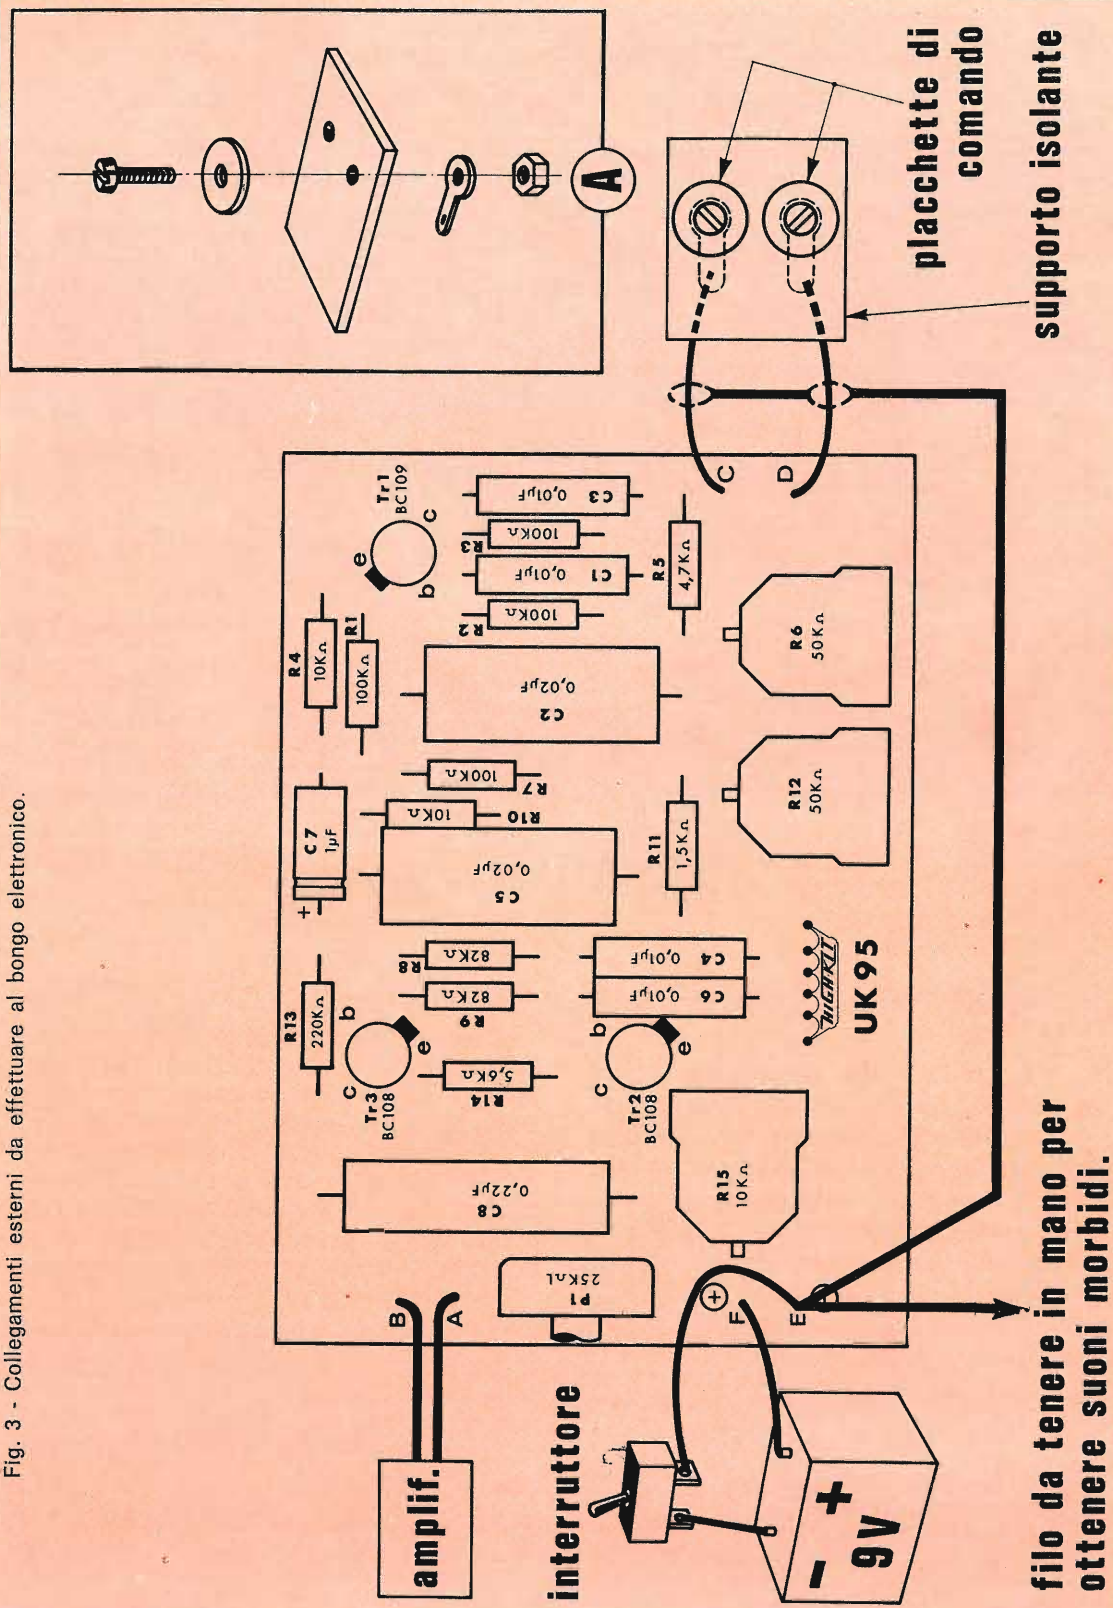 Fig. 3 - Collegamenti esterni da effettuare al bongo elettronico.
A
amplif.
B
A
interruttore
- +
9V
+
F
E
filo da tenere in mano per
ottenere suoni morbidi.
P1
25KΩL
C8
0,22µF
R15
10KΩ
R13
220KΩ
c
b
e
Tr3
BC108
R14
5,6KΩ
R9
82KΩ
R8
82KΩ
c
b
e
Tr2
BC108
C6
0,01µF
C4
0,01µF
HIGH-KIT
UK95
+
C7
1µF
C5
0,02µF
R10
10KΩ
R7
100KΩ
R11
1,5KΩ
R12
50KΩ
R4
10KΩ
R1
100KΩ
C2
0,02µF
R2
100KΩ
C1
0,01µF
R3
100KΩ
C3
0,01µF
R5
4,7KΩ
R6
50KΩ
b
e
c
Tr1
BC109
C
D
placchette di
comando
supporto isolante